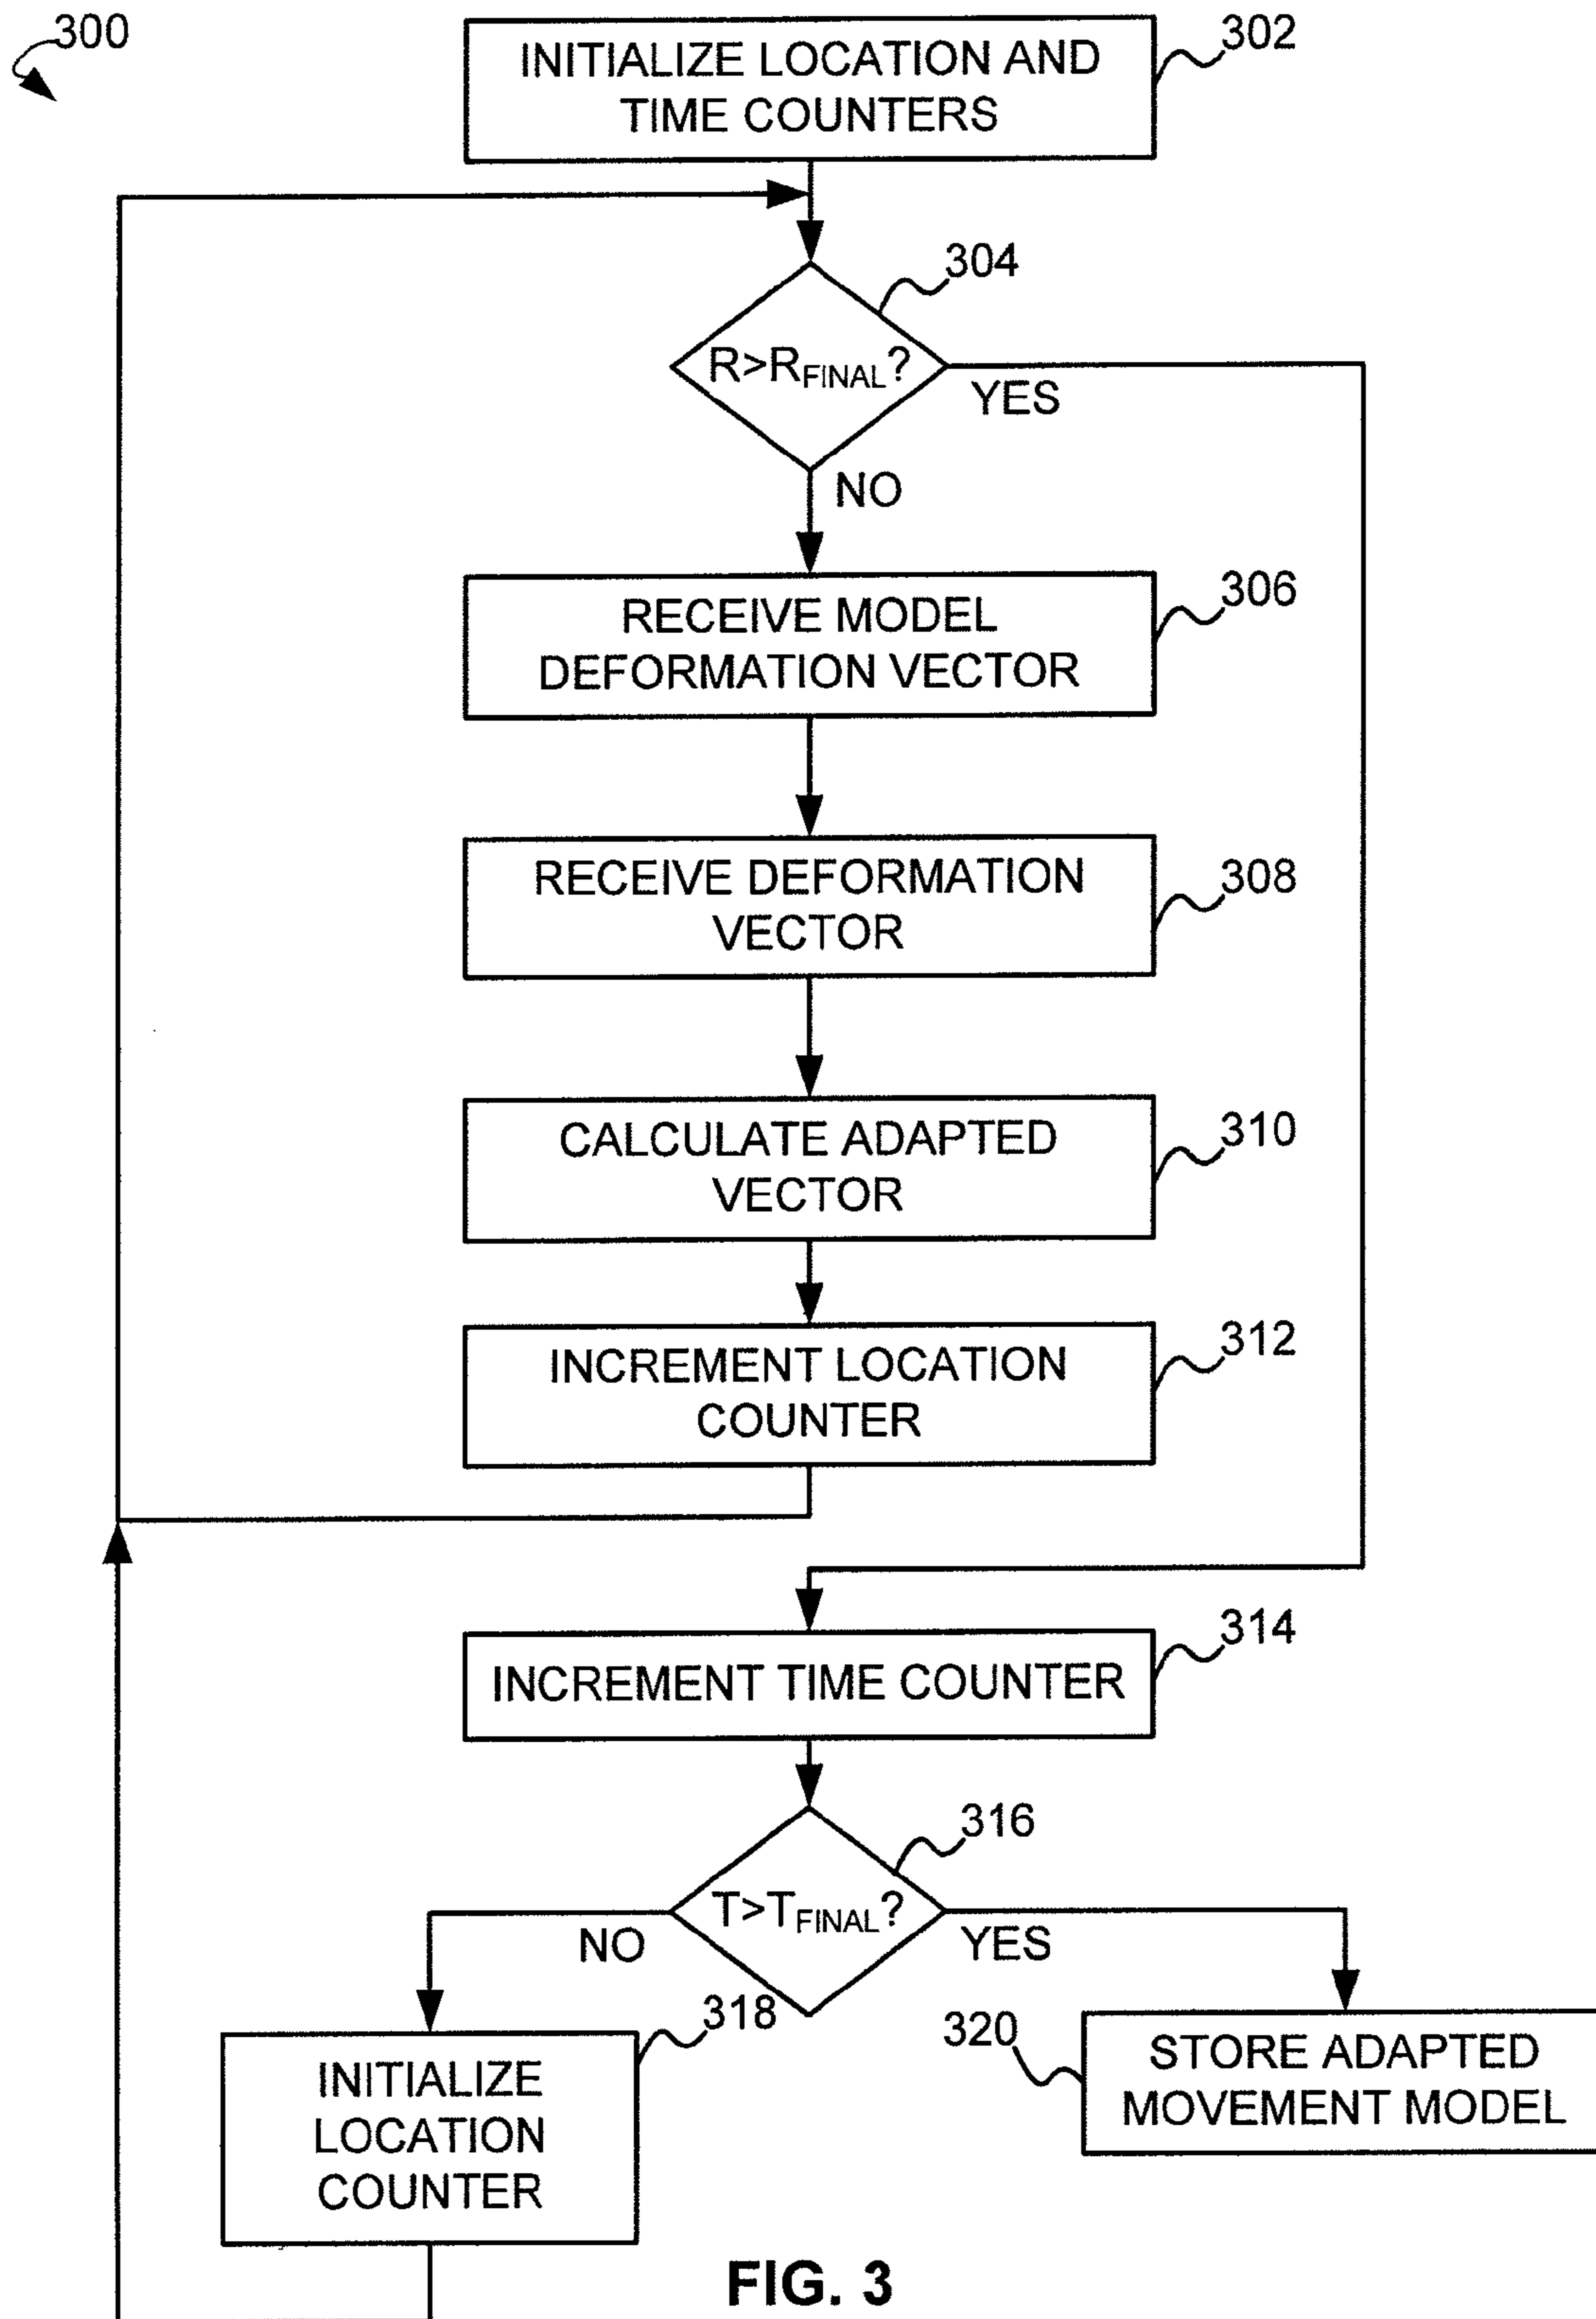 300
INITIALIZE LOCATION AND
TIME COUNTERS
302
304
R>RFINAL?
YES
NO
RECEIVE MODEL
DEFORMATION VECTOR
306
RECEIVE DEFORMATION
VECTOR
308
CALCULATE ADAPTED
VECTOR
310
INCREMENT LOCATION
COUNTER
312
INCREMENT TIME COUNTER
314
316
T>TFINAL?
NO
YES
318
INITIALIZE
LOCATION
COUNTER
320
STORE ADAPTED
MOVEMENT MODEL
FIG. 3